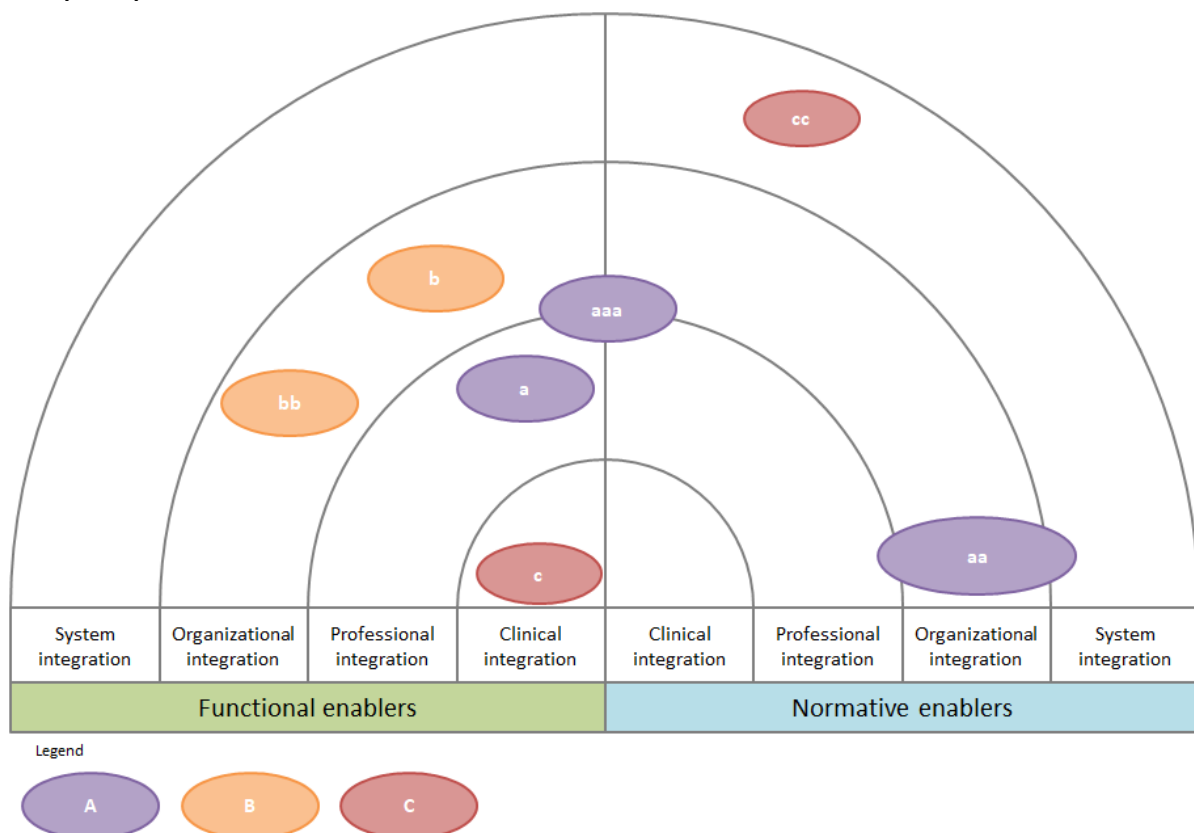 cc
b
aaa
a
bb
aa
c
System integration
Organizational integration
Professional integration
Clinical integration
Clinical integration
Professional integration
Organizational integration
System integration
Functional enablers
Normative enablers
Legend
A
B
C